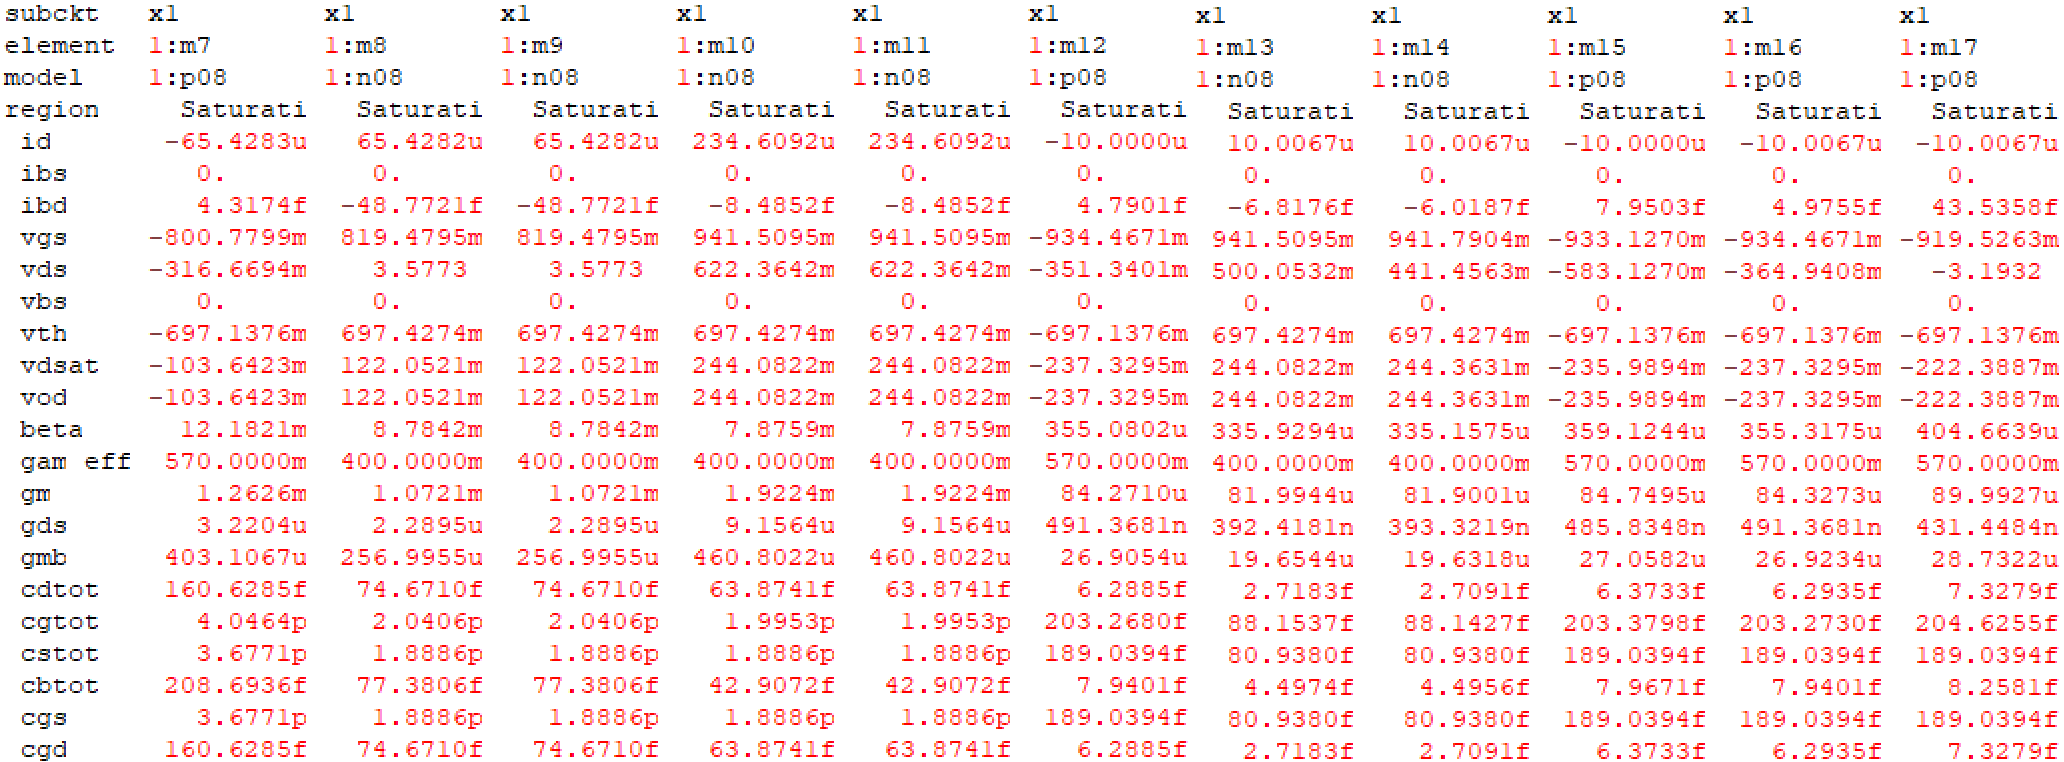 subckt x1 x1 x1 x1 x1 x1 x1 x1 x1 x1 x1
element 1:m7 1:m8 1:m9 1:m10 1:m11 1:m12 1:m13 1:m14 1:m15 1:m16 1:m17
model 1:p08 1:n08 1:n08 1:n08 1:n08 1:p08 1:n08 1:n08 1:p08 1:p08 1:p08
region Saturati Saturati Saturati Saturati Saturati Saturati Saturati Saturati Saturati Saturati Saturati
id -65.4283u 65.4282u 65.4282u 234.6092u 234.6092u -10.0000u 10.0067u 10.0067u -10.0000u -10.0067u -10.0067u
ibs 0. 0. 0. 0. 0. 0. 0. 0. 0. 0. 0.
ibd 4.3174f -48.7721f -48.7721f -8.4852f -8.4852f 4.7901f -6.8176f -6.0187f 7.9503f 4.9755f 43.5358f
vgs -800.7799m 819.4795m 819.4795m 941.5095m 941.5095m -934.4671m 941.5095m 941.7904m -933.1270m -934.4671m -919.5263m
vds -316.6694m 3.5773 3.5773 622.3642m 622.3642m -351.3401m 500.0532m 441.4563m -583.1270m -364.9408m -3.1932
vbs 0. 0. 0. 0. 0. 0. 0. 0. 0. 0. 0.
vth -697.1376m 697.4274m 697.4274m 697.4274m 697.4274m -697.1376m 697.4274m 697.4274m -697.1376m -697.1376m -697.1376m
vdsat -103.6423m 122.0521m 122.0521m 244.0822m 244.0822m -237.3295m 244.0822m 244.3631m -235.9894m -237.3295m -222.3887m
vod -103.6423m 122.0521m 122.0521m 244.0822m 244.0822m -237.3295m 244.0822m 244.3631m -235.9894m -237.3295m -222.3887m
beta 12.1821m 8.7842m 8.7842m 7.8759m 7.8759m 355.0802u 335.9294u 335.1575u 359.1244u 355.3175u 404.6639u
gam eff 570.0000m 400.0000m 400.0000m 400.0000m 400.0000m 570.0000m 400.0000m 400.0000m 570.0000m 570.0000m 570.0000m
gm 1.2626m 1.0721m 1.0721m 1.9224m 1.9224m 84.2710u 81.9944u 81.9001u 84.7495u 84.3273u 89.9927u
gds 3.2204u 2.2895u 2.2895u 9.1564u 9.1564u 491.3681n 392.4181n 393.3219n 485.8348n 491.3681n 431.4484n
gmb 403.1067u 256.9955u 256.9955u 460.8022u 460.8022u 26.9054u 19.6544u 19.6318u 27.0582u 26.9234u 28.7322u
cdtot 160.6285f 74.6710f 74.6710f 63.8741f 63.8741f 6.2885f 2.7183f 2.7091f 6.3733f 6.2935f 7.3279f
cgtot 4.0464p 2.0406p 2.0406p 1.9953p 1.9953p 203.2680f 88.1537f 88.1427f 203.3798f 203.2730f 204.6255f
cstot 3.6771p 1.8886p 1.8886p 1.8886p 1.8886p 189.0394f 80.9380f 80.9380f 189.0394f 189.0394f 189.0394f
cbtot 208.6936f 77.3806f 77.3806f 42.9072f 42.9072f 7.9401f 4.4974f 4.4956f 7.9671f 7.9401f 8.2581f
cgs 3.6771p 1.8886p 1.8886p 1.8886p 1.8886p 189.0394f 80.9380f 80.9380f 189.0394f 189.0394f 189.0394f
cgd 160.6285f 74.6710f 74.6710f 63.8741f 63.8741f 6.2885f 2.7183f 2.7091f 6.3733f 6.2935f 7.3279f